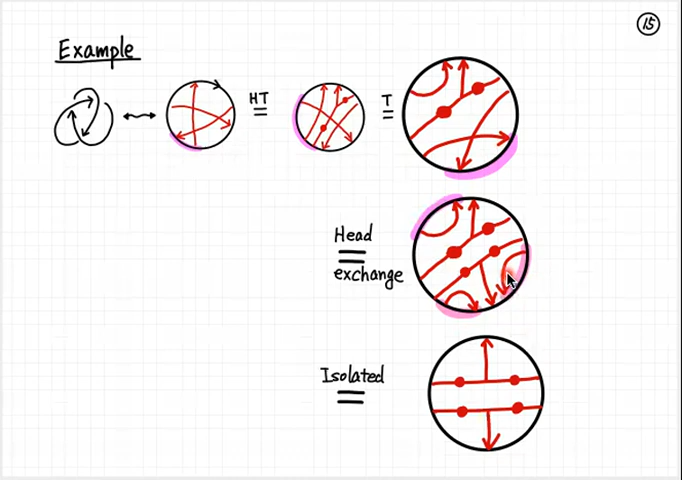 15
Example
HT
=
T
=
Head
≡
exchange
Isolated
=